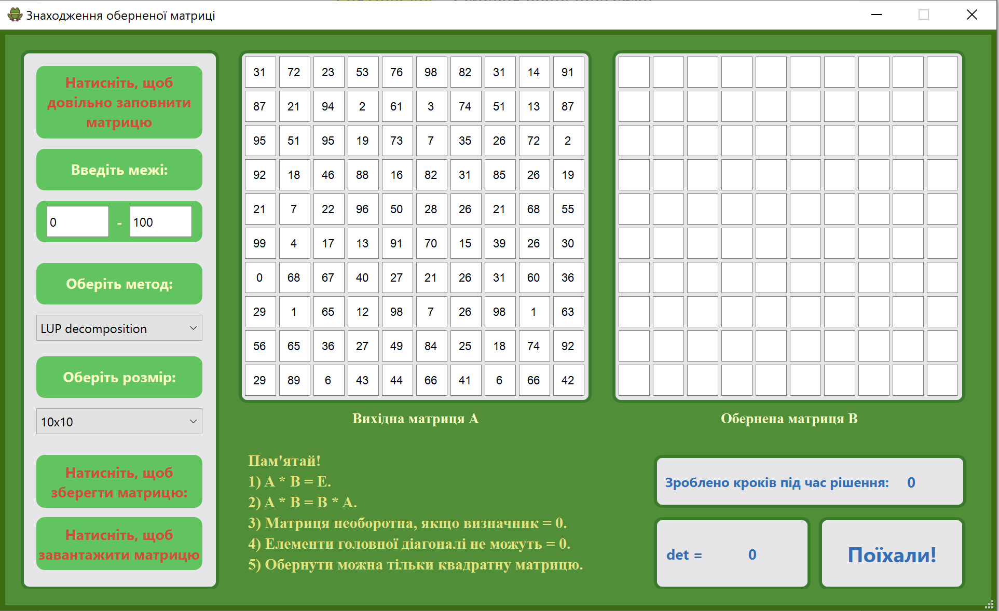 Знаходження оберненої матриці
Натисніть, щоб
довільно заповнити
матрицю
Введіть межі:
0 - 100
Оберіть метод:
LUP decomposition
Оберіть розмір:
10x10
Натисніть, щоб
зберегти матрицю:
Натисніть, щоб
завантажити матрицю
31 72 23 53 76 98 82 31 14 91
87 21 94 2 61 3 74 51 13 87
95 51 95 19 73 7 35 26 72 2
92 18 46 88 16 82 31 85 26 19
21 7 22 96 50 28 26 21 68 55
99 4 17 13 91 70 15 39 26 30
0 68 67 40 27 21 26 31 60 36
29 1 65 12 98 7 26 98 1 63
56 65 36 27 49 84 25 18 74 92
29 89 6 43 44 66 41 6 66 42
Вихідна матриця А
Обернена матриця В
Пам'ятай!
1) A * B = E.
2) A * B = B * A.
3) Матриця необоротна, якщо визначник = 0.
4) Елементи головної діагоналі не можуть = 0.
5) Обернути можна тільки квадратну матрицю.
Зроблено кроків під час рішення: 0
det = 0
Поїхали!